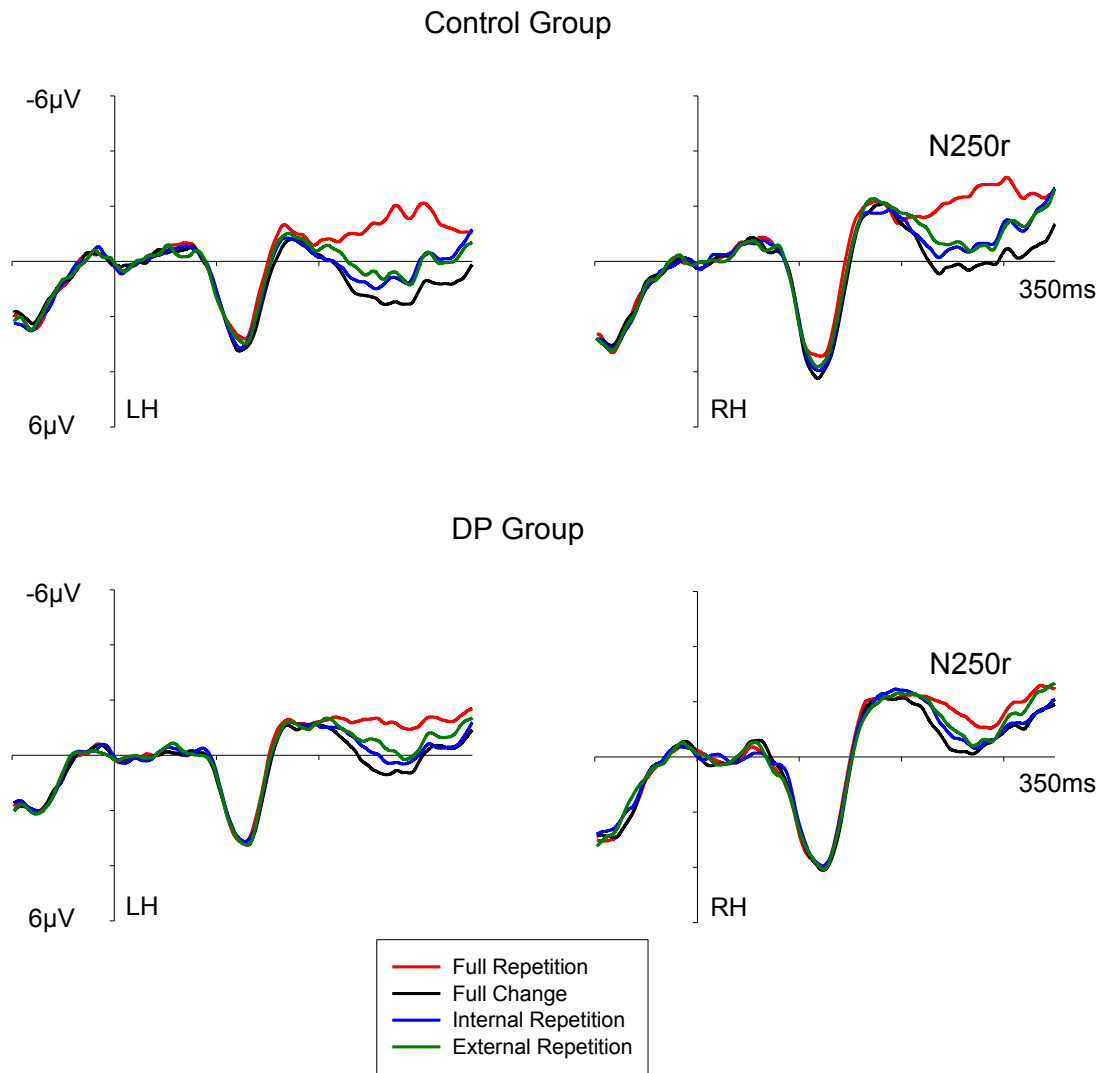 Control Group
-6µV
N250r
350ms
6µV
LH
RH
DP Group
-6µV
N250r
350ms
6µV
LH
RH
Full Repetition
Full Change
Internal Repetition
External Repetition